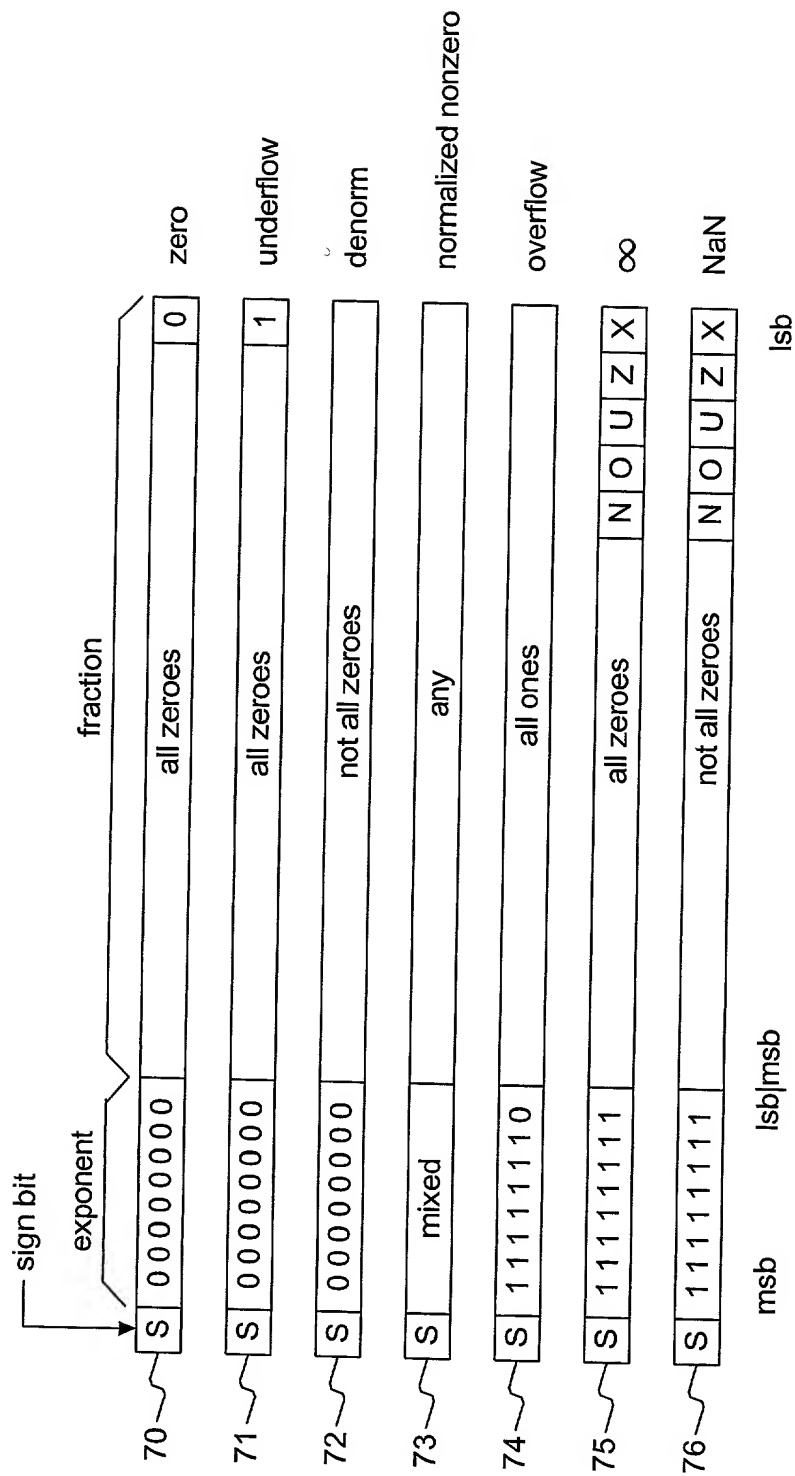 sign bit
exponent
fraction
70 S 0 0 0 0 0 0 0 0 all zeroes 0 zero
71 S 0 0 0 0 0 0 0 0 all zeroes 1 underflow
72 S 0 0 0 0 0 0 0 0 not all zeroes denorm
73 S mixed any normalized nonzero
74 S 1 1 1 1 1 1 1 0 all ones overflow
75 S 1 1 1 1 1 1 1 1 all zeroes N O U Z X ∞
76 S 1 1 1 1 1 1 1 1 not all zeroes N O U Z X NaN
msb lsb|msb lsb